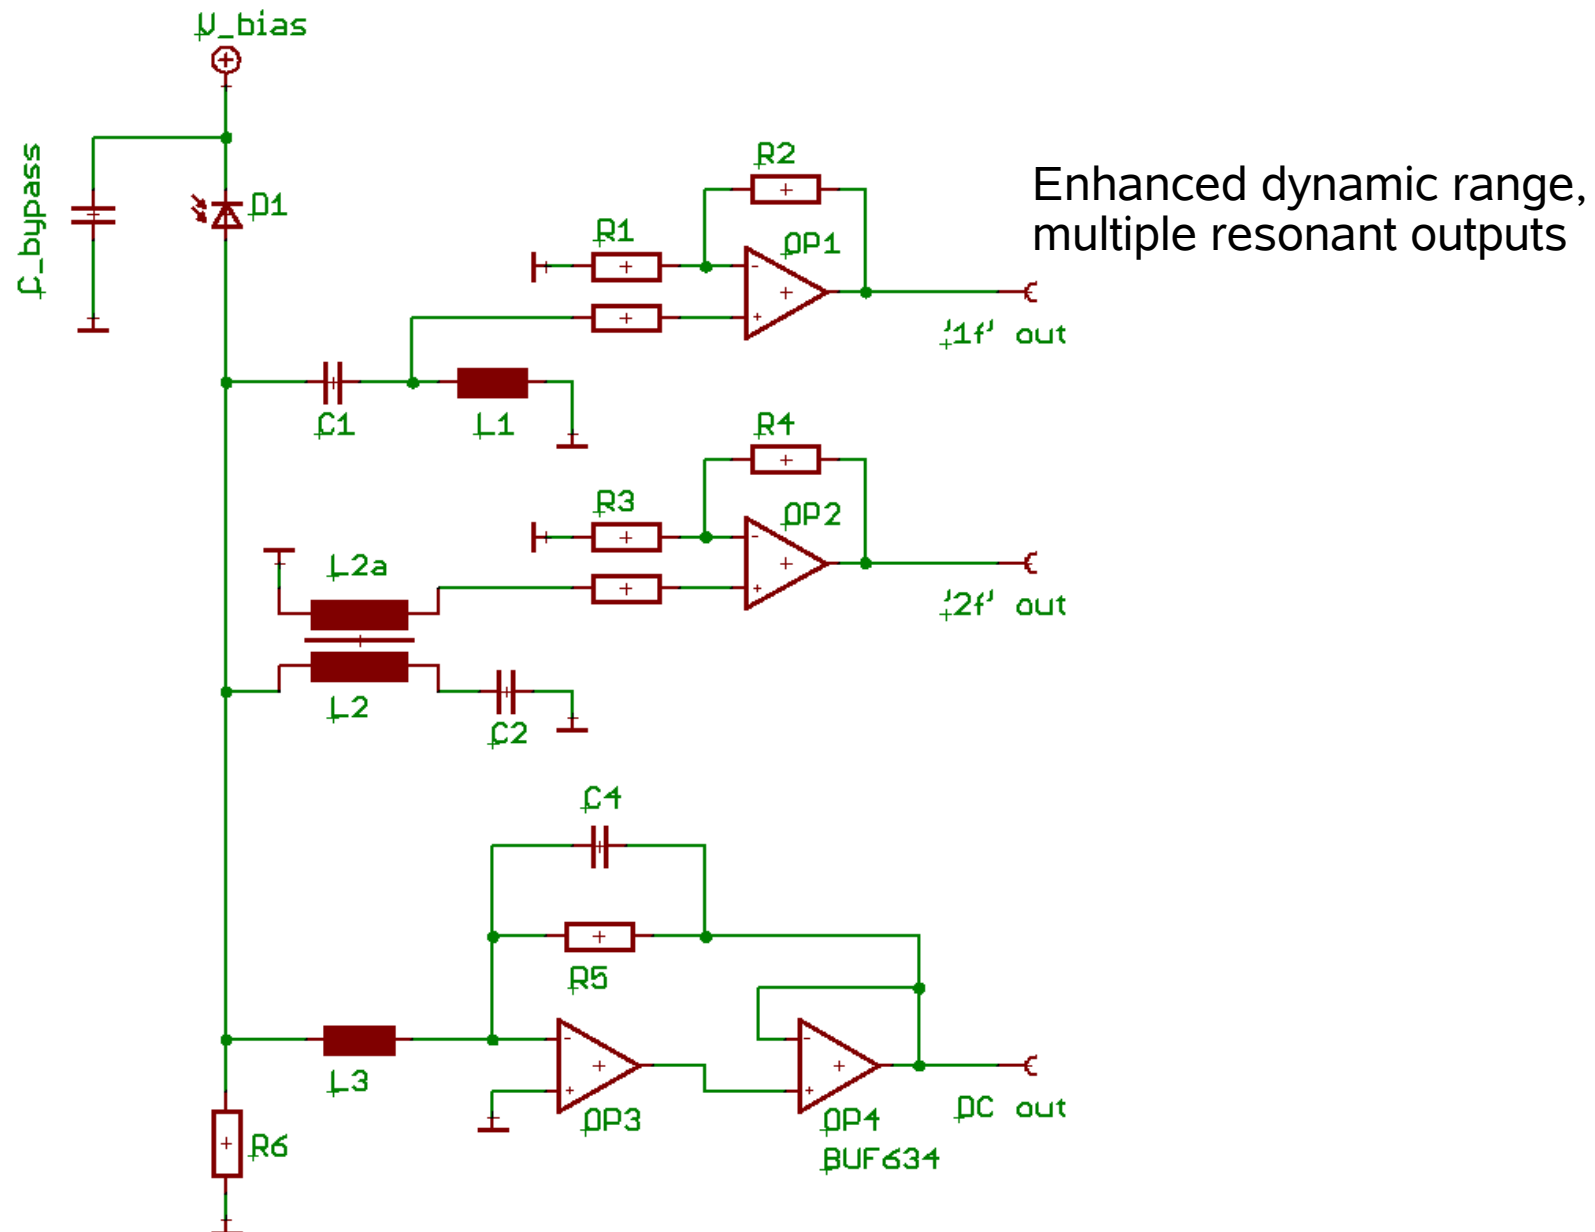 V_bias
C_bypass
D1
R2
Enhanced dynamic range,
multiple resonant outputs
R1
OP1
'1f' out
C1
L1
R4
R3
OP2
L2a
'2f' out
L2
C2
C4
R5
L3
OP3
OP4
BUF634
DC out
R6